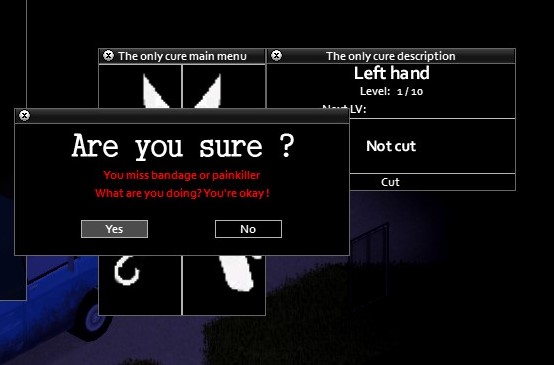 The only cure main menu
The only cure description
Left hand
Level: 1 / 10
LV:
Are you sure ?
You miss bandage or painkiller
What are you doing? You're okay !
Not cut
Cut
Yes
No